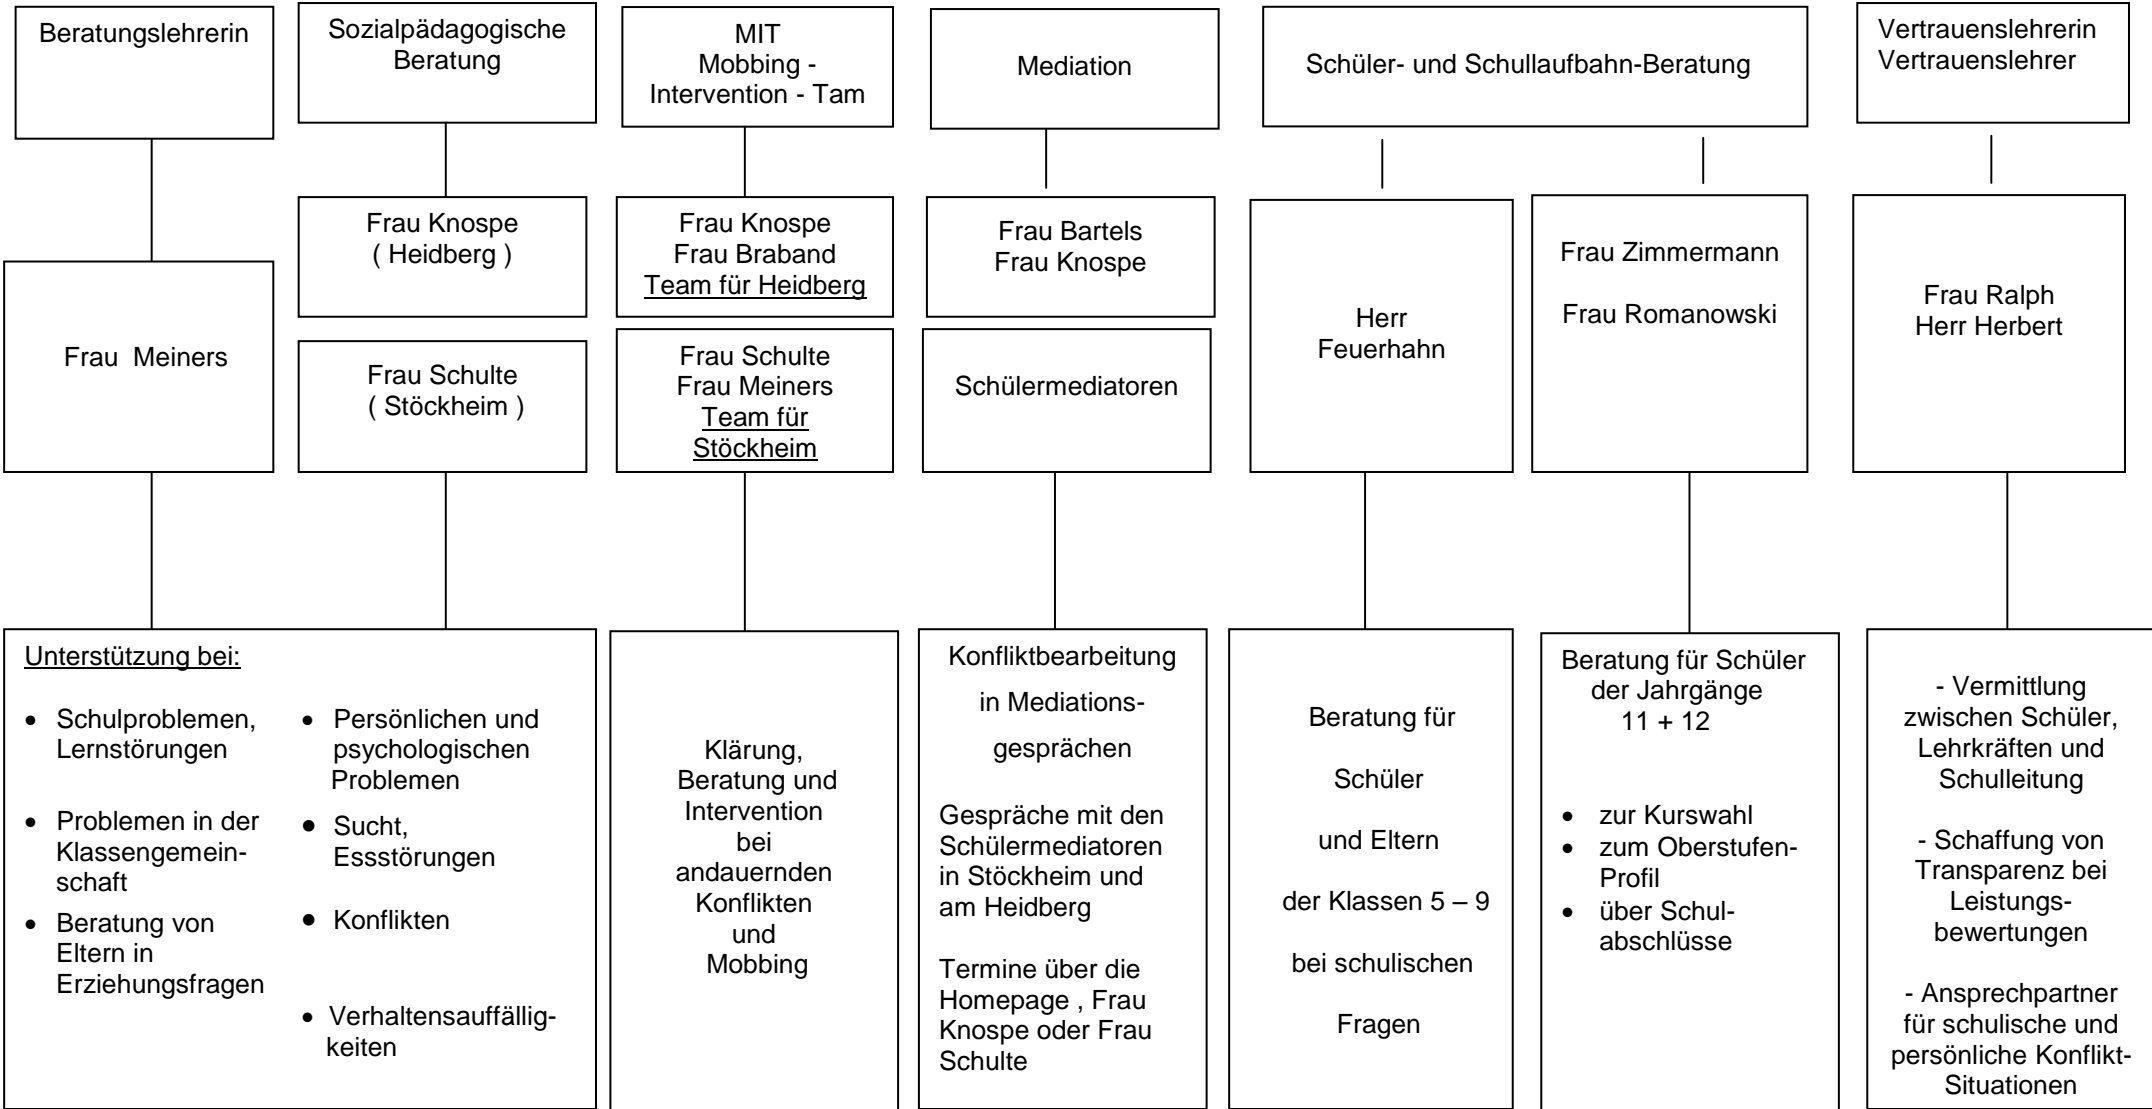 Beratungslehrerin
Sozialpädagogische
Beratung
MIT
Mobbing -
Intervention - Tam
Mediation
Schüler- und Schullaufbahn-Beratung
Vertrauenslehrerin
Vertrauenslehrer
Frau  Meiners
Frau Knospe
( Heidberg )
Frau Schulte
( Stöckheim )
Frau Knospe
Frau Braband
Team für Heidberg
Frau Schulte
Frau Meiners
Team für
Stöckheim
Frau Bartels
Frau Knospe
Schülermediatoren
Herr
Feuerhahn
Frau Zimmermann
Frau Romanowski
Frau Ralph
Herr Herbert
Unterstützung bei:
• Schulproblemen,
Lernstörungen
• Problemen in der
Klassengemein-
schaft
• Beratung von
Eltern in
Erziehungsfragen
• Persönlichen und
psychologischen
Problemen
• Sucht,
Essstörungen
• Konflikten
• Verhaltensauffällig-
keiten
Klärung,
Beratung und
Intervention
bei
andauernden
Konflikten
und
Mobbing
Konfliktbearbeitung
in Mediations-
gesprächen
Gespräche mit den
Schülermediatoren
in Stöckheim und
am Heidberg
Termine über die
Homepage , Frau
Knospe oder Frau
Schulte
Beratung für
Schüler
und Eltern
der Klassen 5 – 9
bei schulischen
Fragen
Beratung für Schüler
der Jahrgänge
11 + 12
• zur Kurswahl
• zum Oberstufen-
Profil
• über Schul-
abschlüsse
- Vermittlung
zwischen Schüler,
Lehrkräften und
Schulleitung
- Schaffung von
Transparenz bei
Leistungs-
bewertungen
- Ansprechpartner
für schulische und
persönliche Konflikt-
Situationen